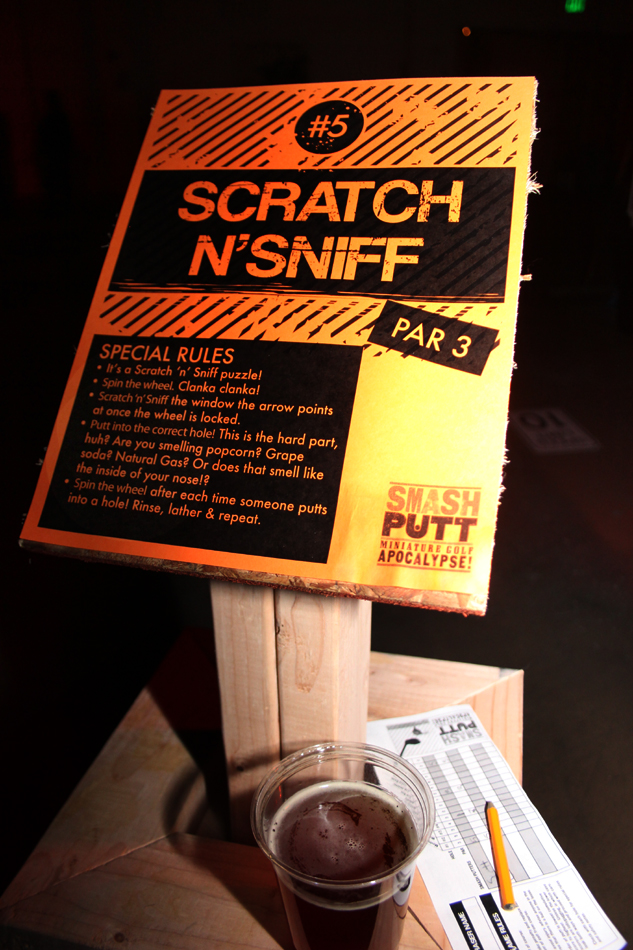 #5
SCRATCH
N'SNIFF
PAR 3
SPECIAL RULES
• It's a Scratch 'n' Sniff puzzle!
• Spin the wheel. Clanka clanka!
• Scratch 'n' Sniff the window the arrow points
at once the wheel is locked.
• Putt into the correct hole! This is the hard part,
huh? Are you smelling popcorn? Grape
soda? Natural Gas? Or does that smell like
the inside of your nose!?
• Spin the wheel after each time someone putts
into a hole! Rinse, lather & repeat.
SMASH
PUTT
MINIATURE GOLF
APOCALYPSE!
SMASH
PUTT